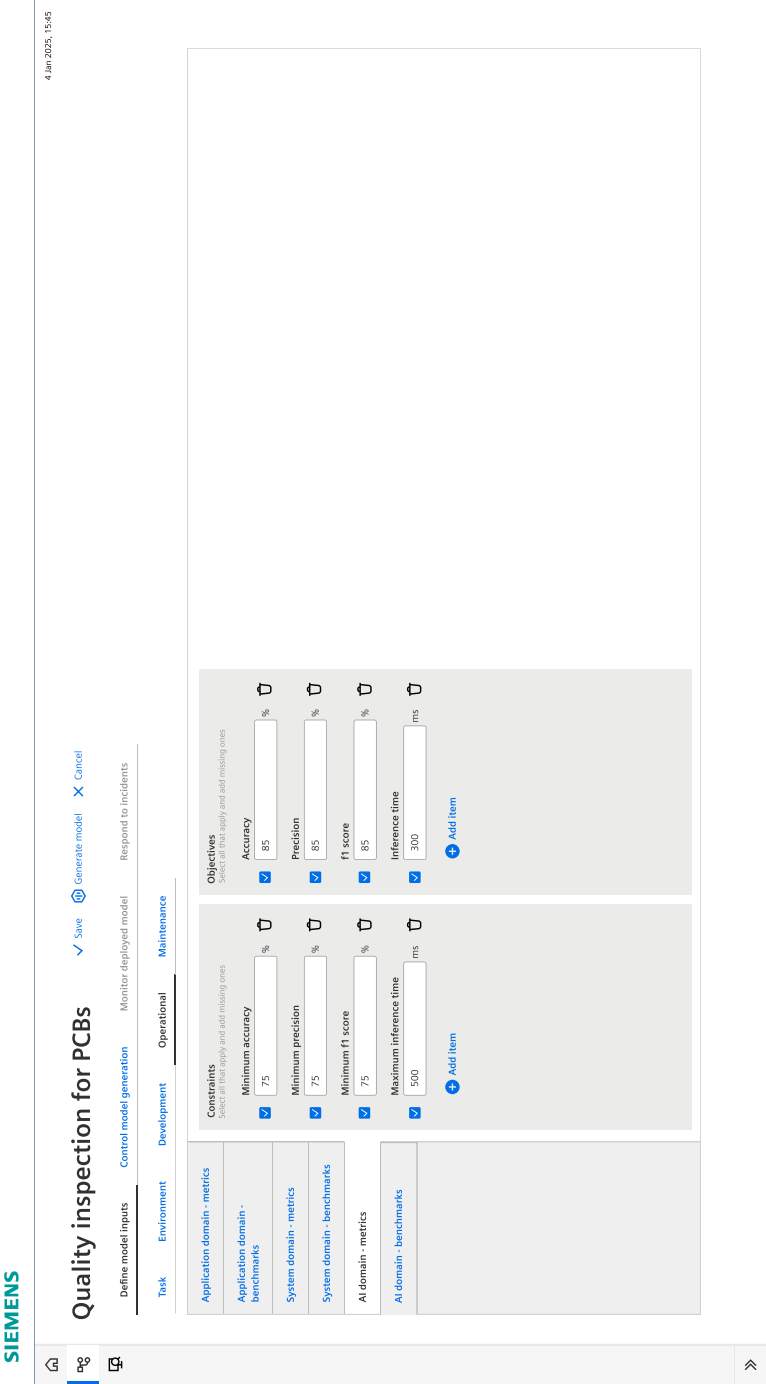 SIEMENS
4 Jan 2025, 15:45
Quality inspection for PCBs
Save
Generate model
Cancel
Define model inputs
Control model generation
Monitor deployed model
Respond to incidents
Task
Environment
Development
Operational
Maintenance
Application domain - metrics
Application domain -
benchmarks
System domain - metrics
System domain - benchmarks
AI domain - metrics
AI domain - benchmarks
Constraints
Select all that apply and add missing ones
Minimum accuracy
75 %
Minimum precision
75 %
Minimum f1 score
75 %
Maximum inference time
500 ms
Add item
Objectives
Select all that apply and add missing ones
Accuracy
85 %
Precision
85 %
f1 score
85 %
Inference time
300 ms
Add item